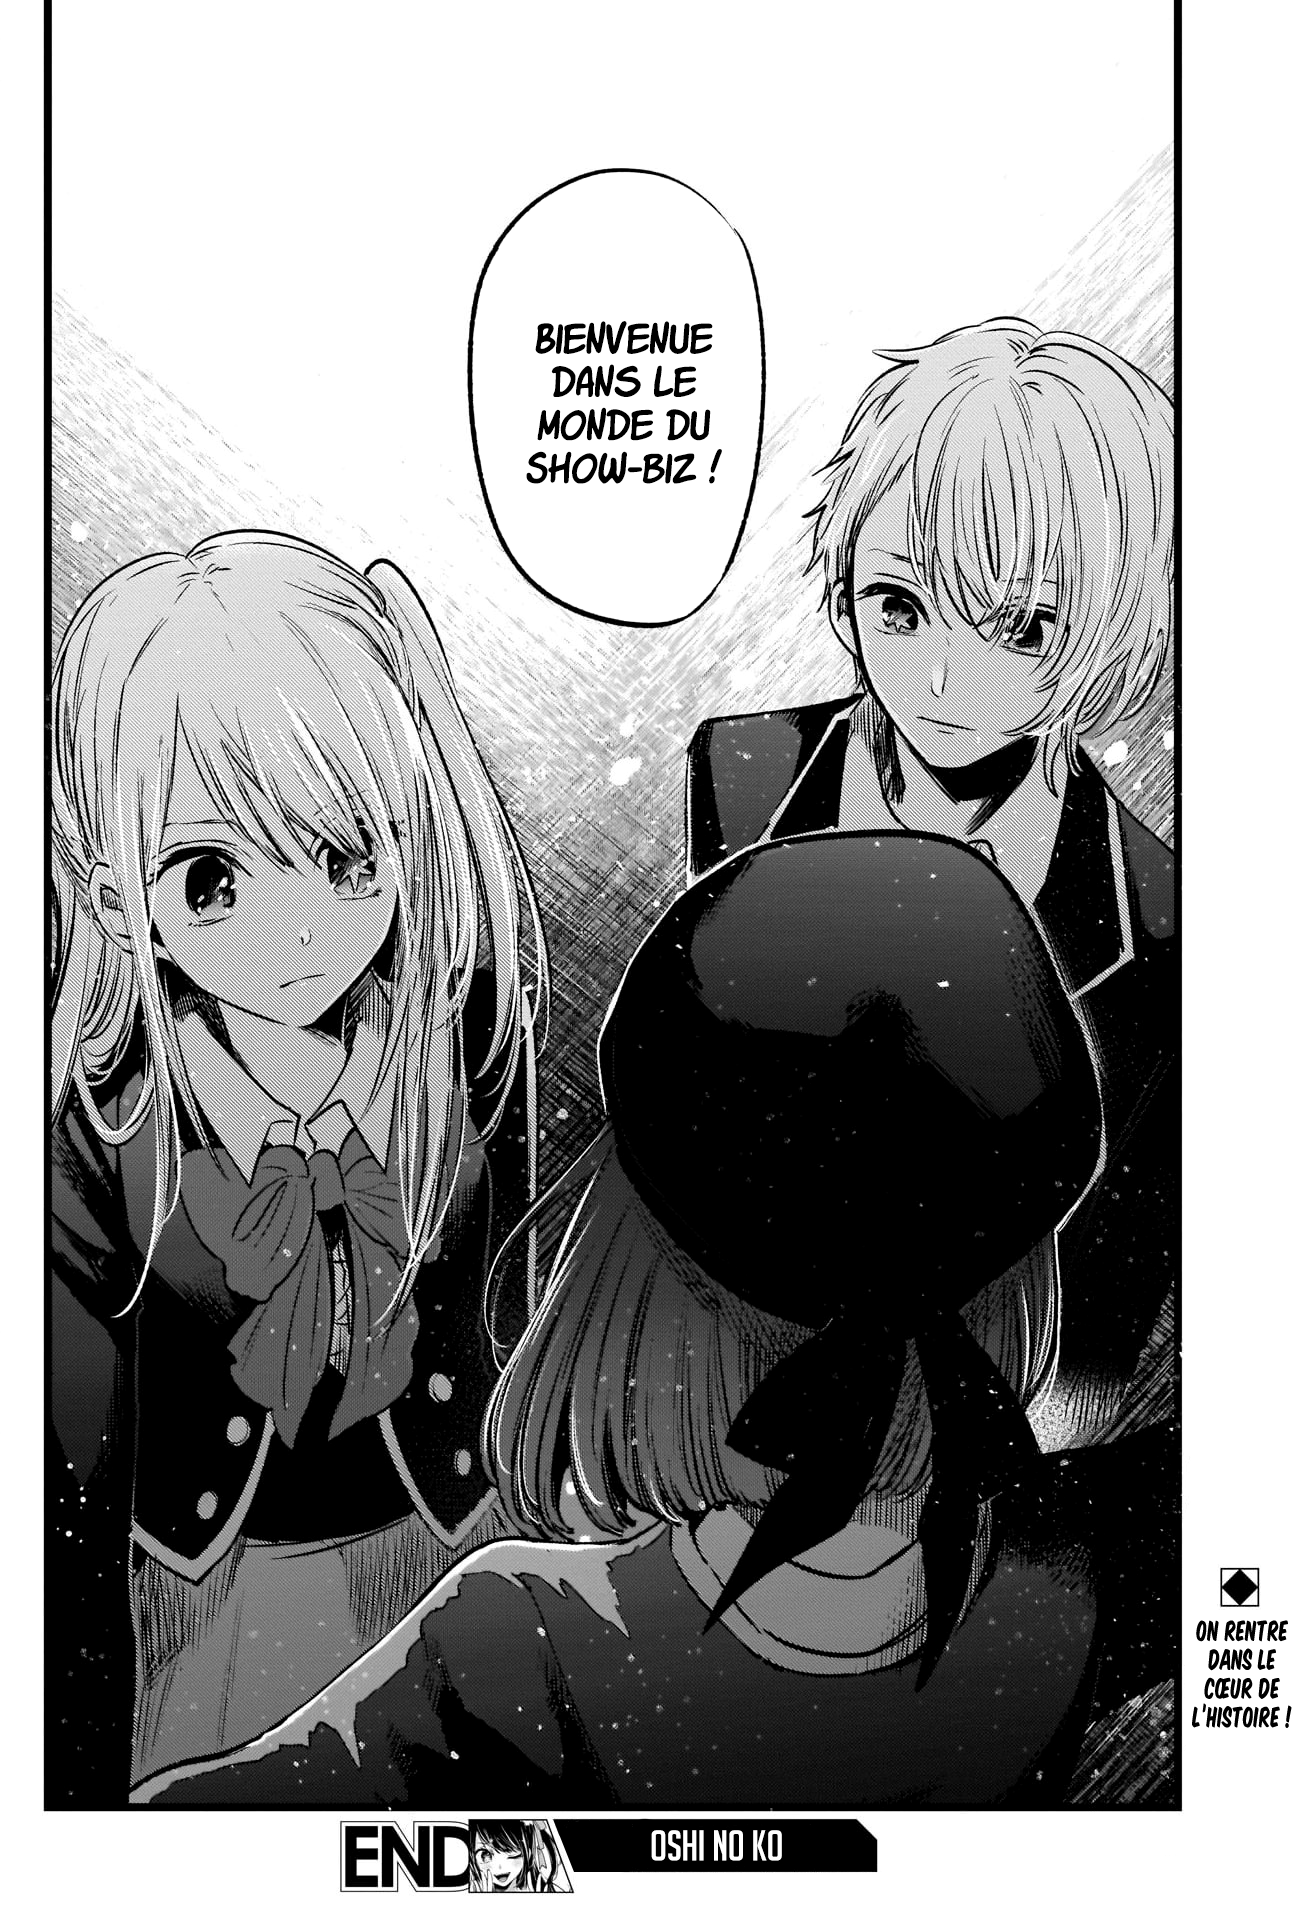 BIENVENUE
DANS LE
MONDE DU
SHOW-BIZ !
ON RENTRE
DANS LE
CŒUR DE
L'HISTOIRE !
END
OSHI NO KO